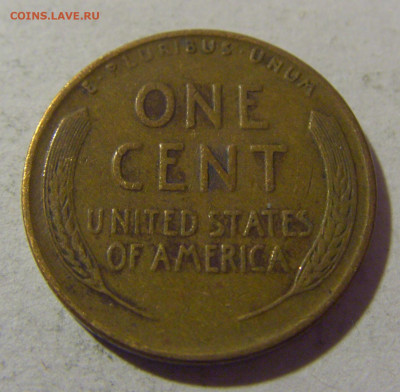 COINS.LAVE.RU
E·PLURIBUS·UNUM
ONE
CENT
UNITED STATES
OF AMERICA